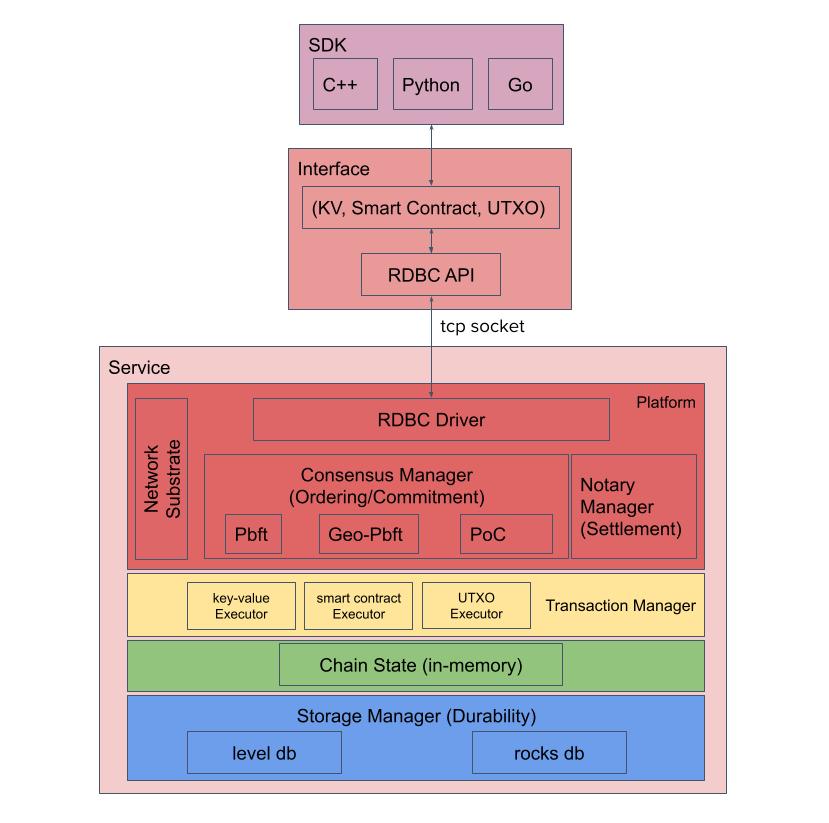 SDK
C++
Python
Go
Interface
(KV, Smart Contract, UTXO)
RDBC API
tcp socket
Service
Platform
RDBC Driver
Network
Substrate
Consensus Manager
(Ordering/Commitment)
Pbft
Geo-Pbft
PoC
Notary
Manager
(Settlement)
key-value
Executor
smart contract
Executor
UTXO
Executor
Transaction Manager
Chain State (in-memory)
Storage Manager (Durability)
level db
rocks db